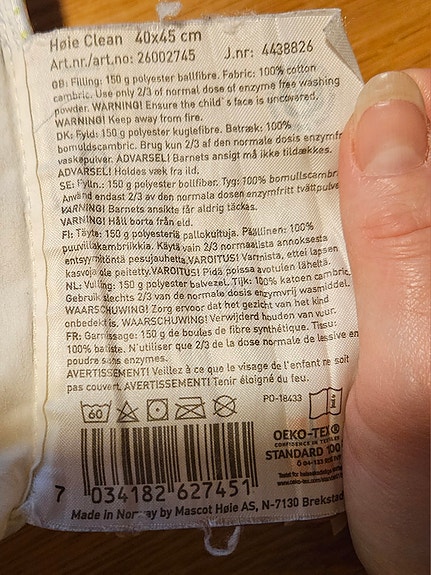 Høie Clean 40x45 cm
Art.nr./art.no: 26002745 J.nr: 4438826
GB: Filling: 150 g polyester ballfibre. Fabric: 100% cotton
cambric. Use only 2/3 of normal dose of enzyme free washing
powder. WARNING! Ensure the child`s face is uncovered.
WARNING! Keep away from fire.
DK: Fyld: 150 g polyester kuglefibre. Betræk: 100%
bomuldscambric. Brug kun 2/3 af den normale dosis enzymfr
vaskepulver. ADVARSEL! Barnets ansigt må ikke tildækkes.
ADVARSEL! Holdes væk fra ild.
SE: Fylln.: 150 g polyester bollfiber. Tyg: 100% bomullscambr
Använd endast 2/3 av den normala dosen enzymfritt tvättpulve
VARNING! Barnets ansikte får aldrig täckas.
VARNING! Håll borta från eld.
FI: Täyte: 150 g polyesteriä pallokuituja. Päällinen: 100%
puuvillakambriikkia. Käytä vain 2/3 normaalista annoksesta
entsyymitöntä pesujauhetta. VAROITUS! Varmista, ettei lapsen
kasvoja ole peitetty. VAROITUS! Pidä poissa avotulen läheltä.
NL: Vulling: 150 g polyester balvezel. Tijk: 100% katoen cambric.
Gebruik slechts 2/3 van de normale dosis enzymvrij wasmiddel.
WAARSCHUWING! Zorg ervoor dat het gezicht van het kind
onbedekt is. WAARSCHUWING! Verwijderd houden van vuur.
FR: Garnissage: 150 g de boules de fibre synthétique. Tissu:
100% batiste. N'utiliser que 2/3 de la dose normale de lessive en
poudre sans enzymes.
AVERTISSEMENT! Veillez à ce que le visage de l'enfant ne soit
pas couvert. AVERTISSEMENT! Tenir éloigné du feu.
60 PO-18433
OEKO-TEX®
CONFIDENCE IN TEXTILES
STANDARD 100
7 034182 627451
Made in Norway by Mascot Høie AS, N-7130 Brekstad